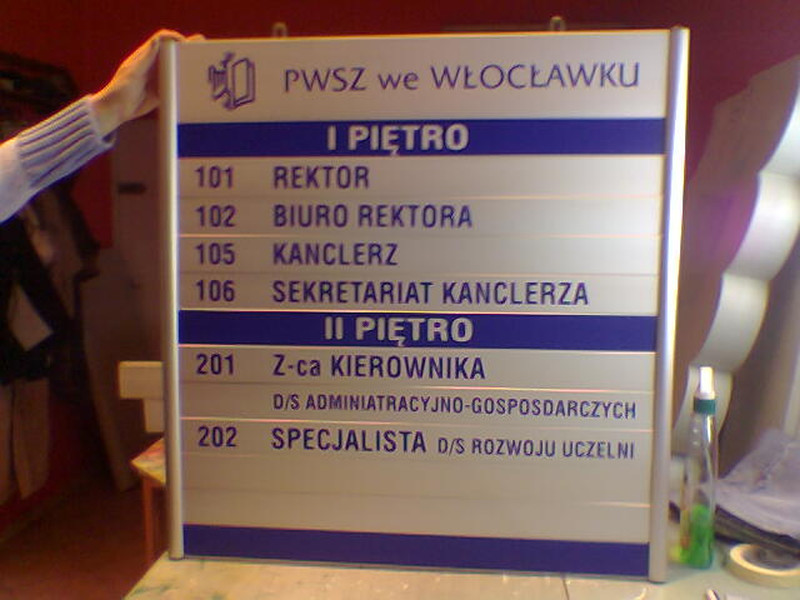 PWSZ we WŁOCŁAWKU
I PIĘTRO
101 REKTOR
102 BIURO REKTORA
105 KANCLERZ
106 SEKRETARIAT KANCLERZA
II PIĘTRO
201 Z-ca KIEROWNIKA
D/S ADMINIATRACYJNO-GOSPOSDARCZYCH
202 SPECJALISTA D/S ROZWOJU UCZELNI